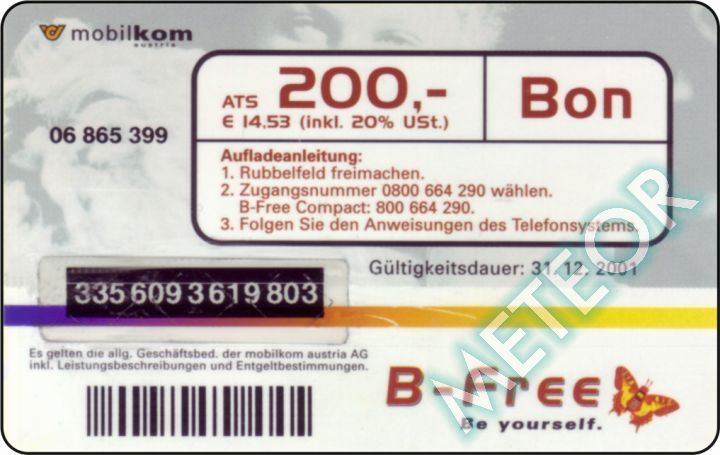 mobilkom
austria
ATS 200,-
€ 14,53 (inkl. 20% USt.)
Bon
06 865 399
Aufladeanleitung:
1. Rubbelfeld freimachen.
2. Zugangsnummer 0800 664 290 wählen.
B-Free Compact: 800 664 290.
3. Folgen Sie den Anweisungen des Telefonsystems.
Gültigkeitsdauer: 31. 12. 2001
335 609 3 619 803
Es gelten die allg. Geschäftsbed. der mobilkom austria AG
inkl. Leistungsbeschreibungen und Entgeltbestimmungen.
B-Free
Be yourself.
METEOR